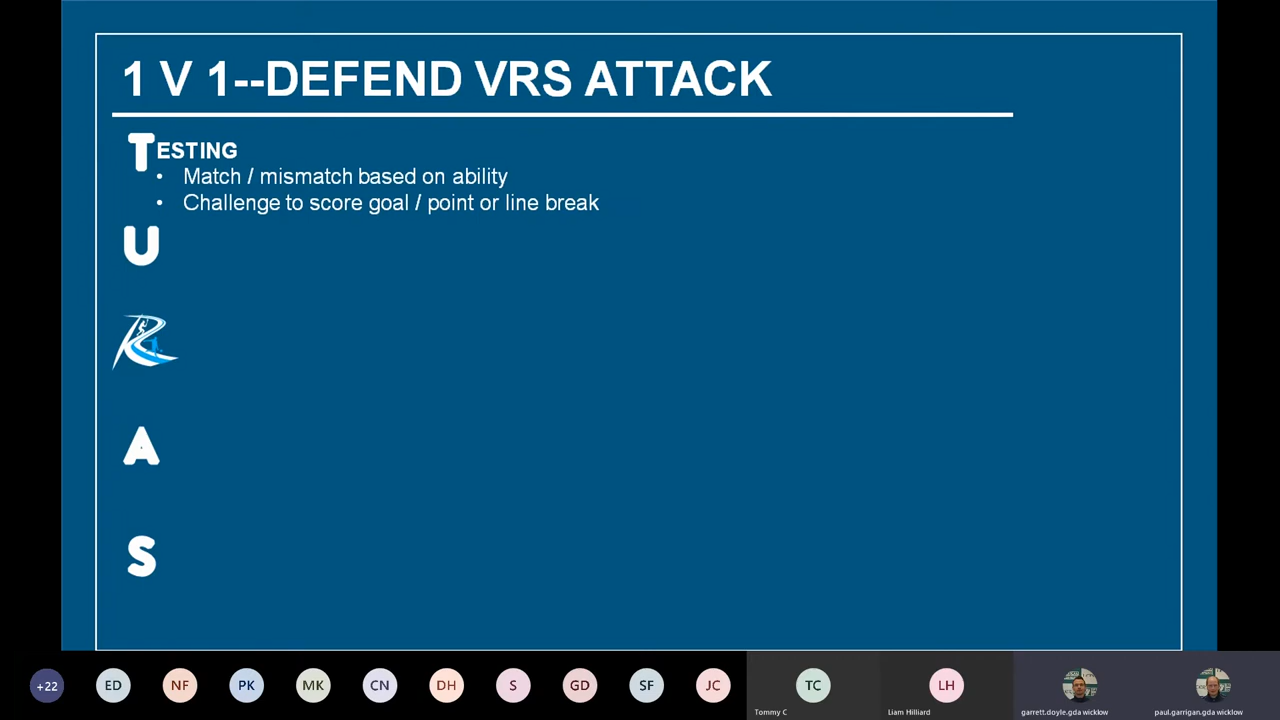 1 V 1--DEFEND VRS ATTACK
TESTING
• Match / mismatch based on ability
• Challenge to score goal / point or line break
U
R
A
S
+22 ED NF PK MK CN DH S GD SF JC TC LH
Tommy C Liam Hilliard garrett.doyle.gda wicklow paul.garrigan.gda wicklow